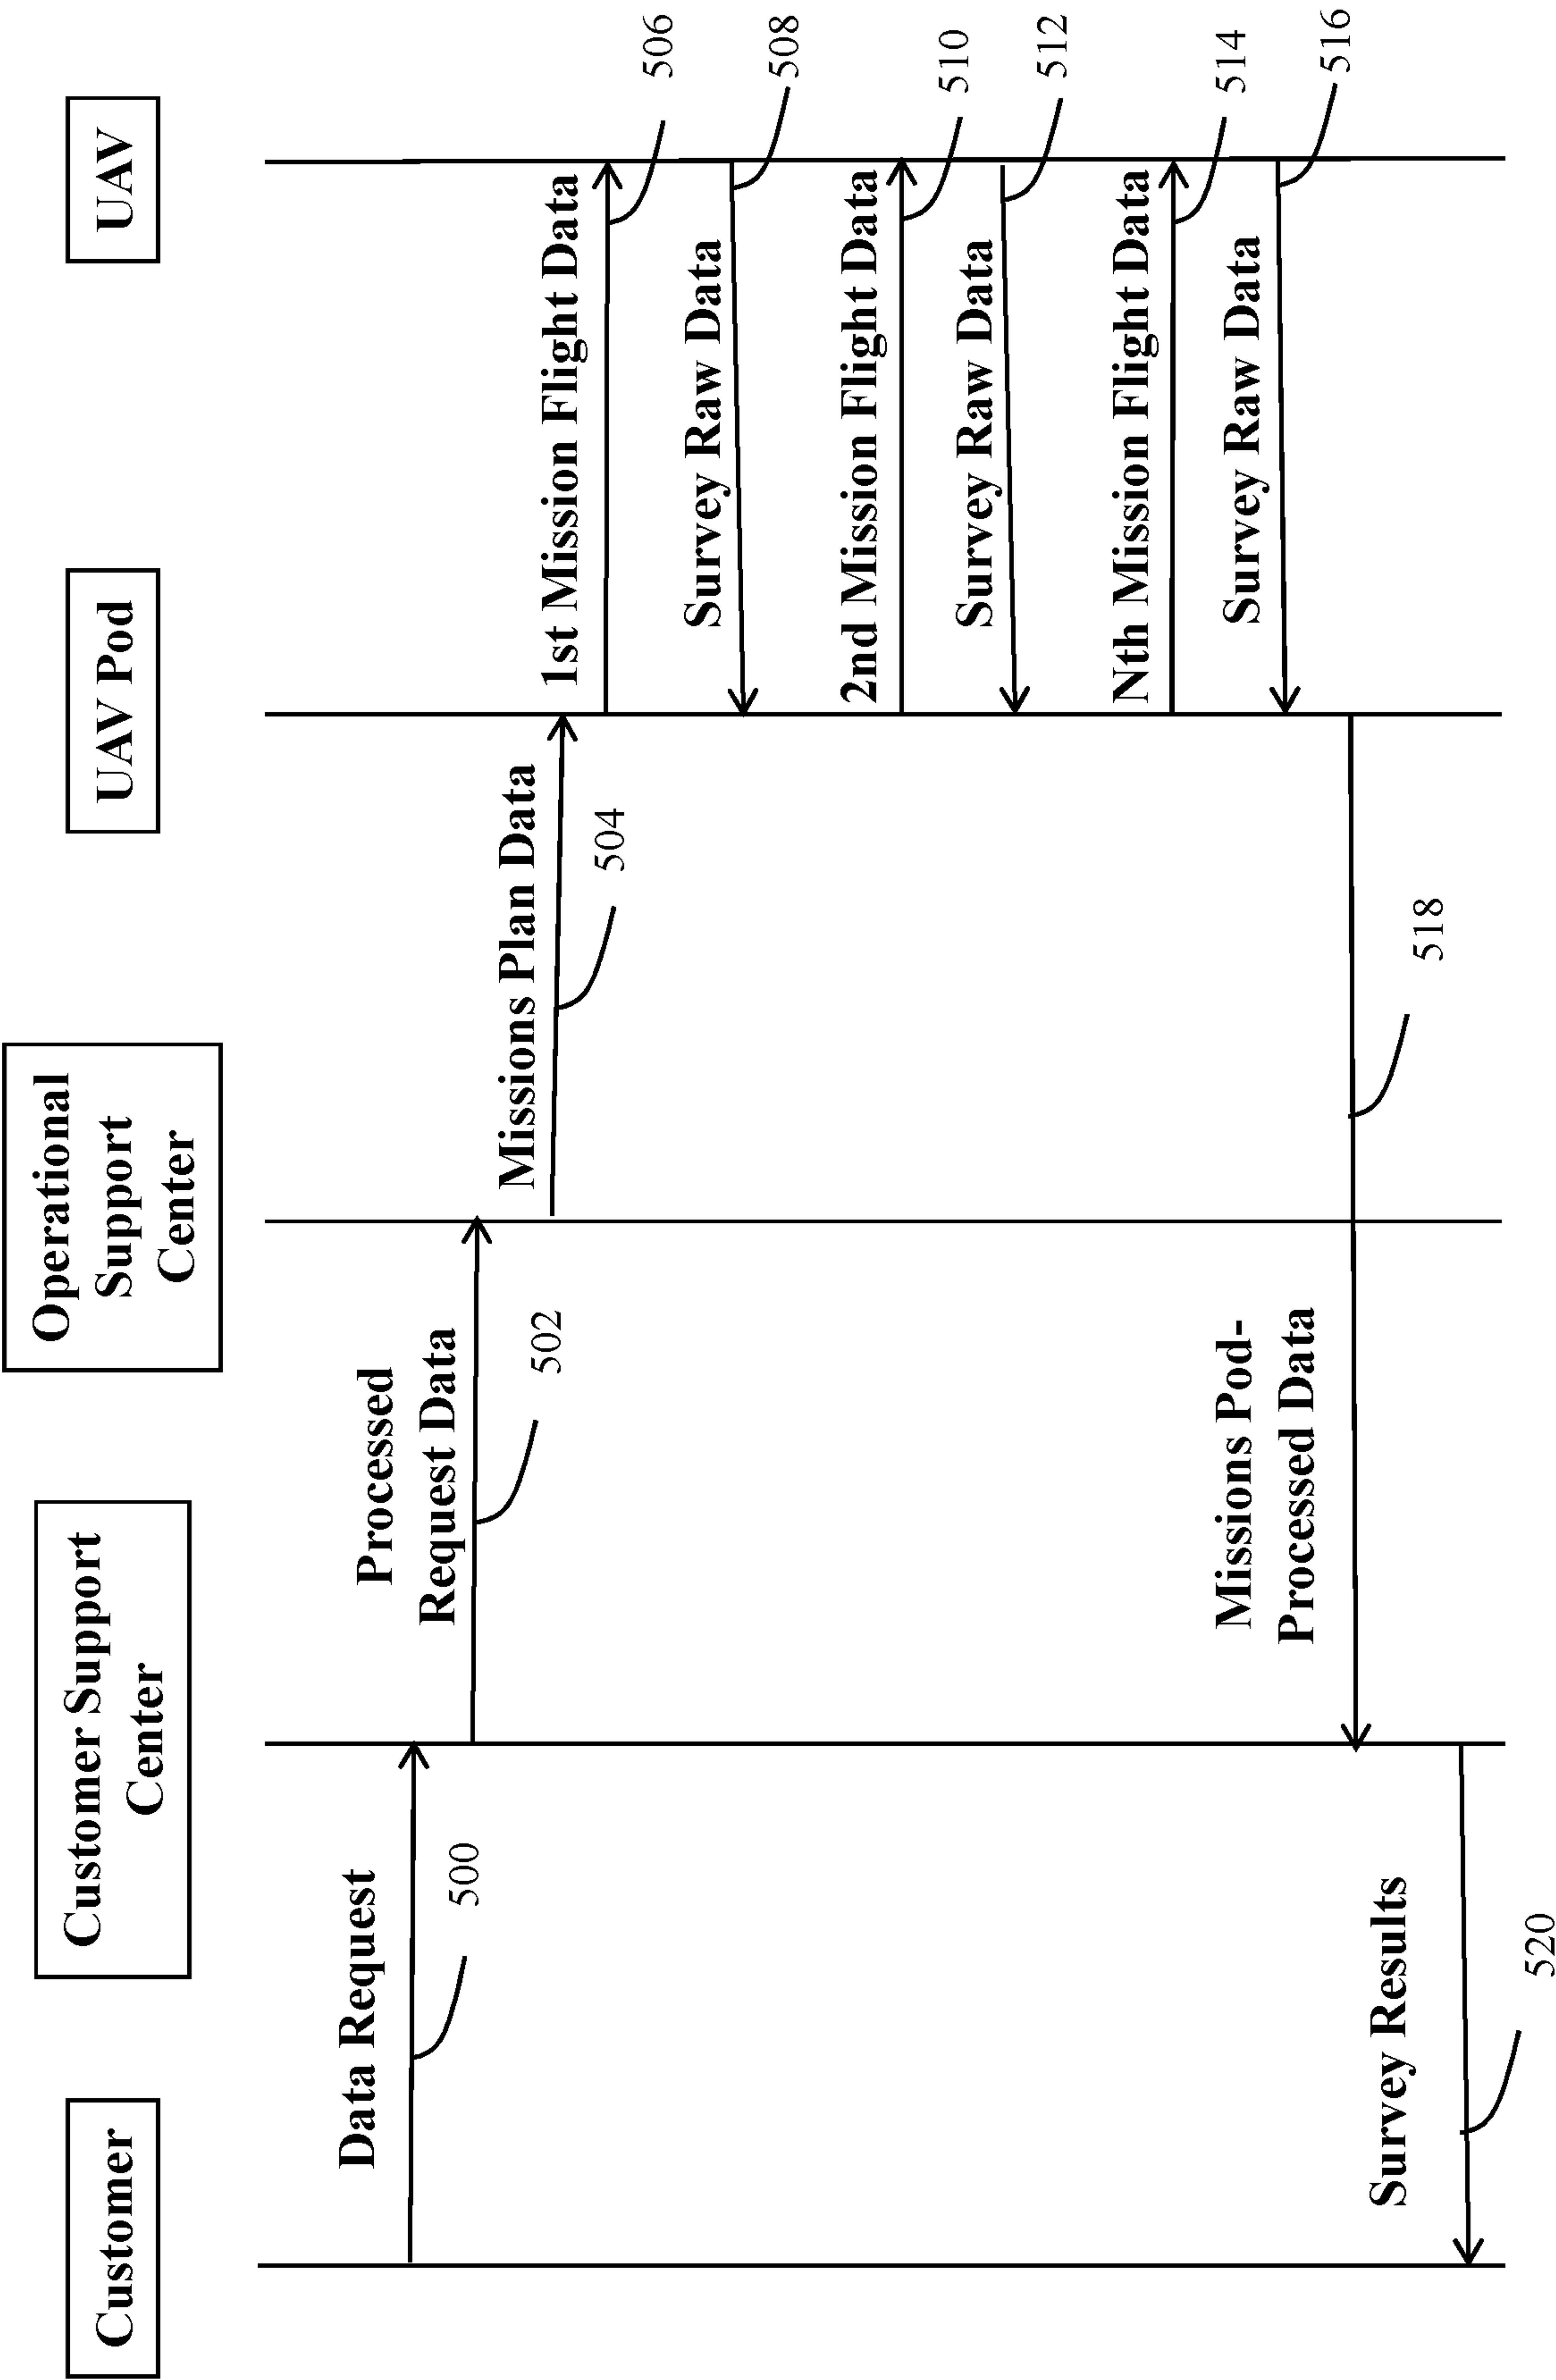 Customer
Customer Support
Center
Operational
Support
Center
UAV Pod
UAV
Data Request
500
Processed
Request Data
502
Missions Plan Data
504
1st Mission Flight Data
506
Survey Raw Data
508
2nd Mission Flight Data
510
Survey Raw Data
512
Nth Mission Flight Data
514
Survey Raw Data
516
Missions Pod-
Processed Data
518
Survey Results
520